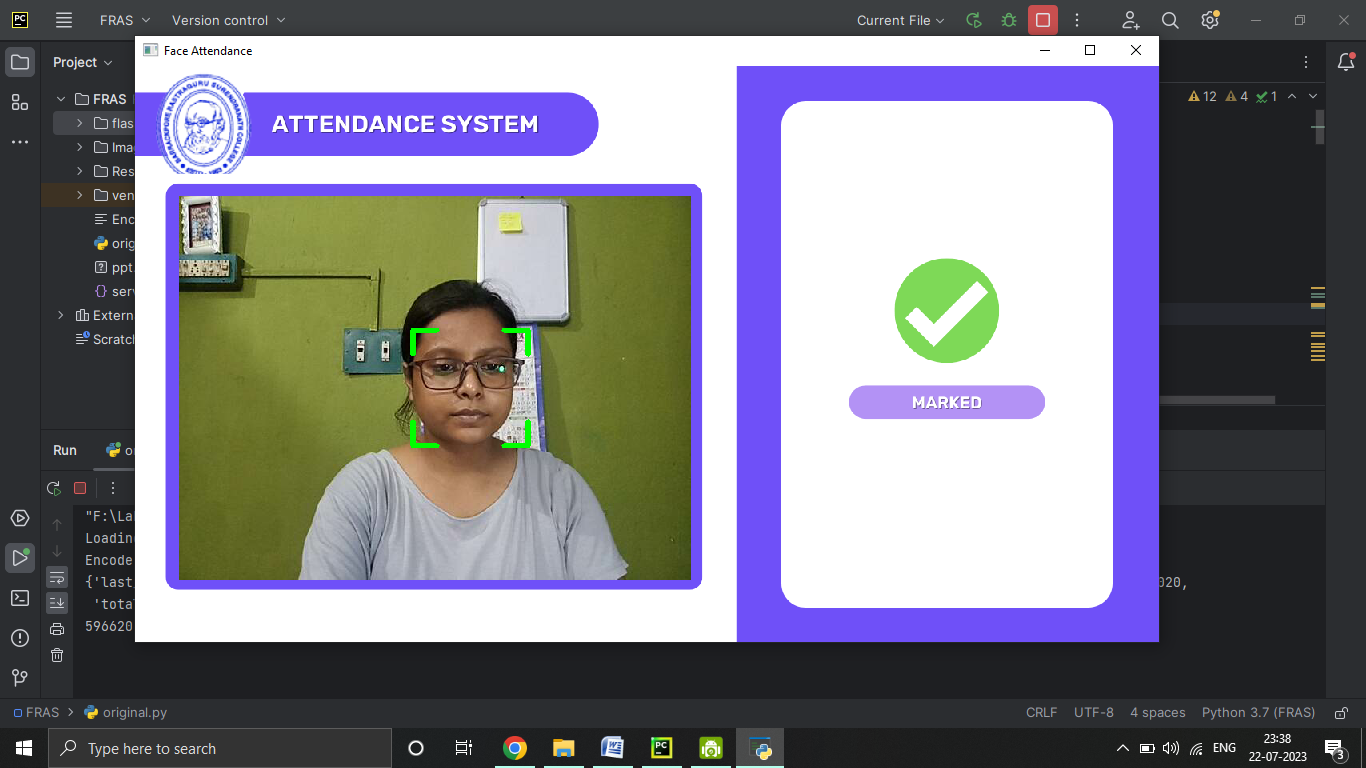 PC
FRAS
Version control
Current File
Face Attendance
Project
12
4
1
FRAS
flas
Ima
Res
ven
Enc
orig
ppt.
serv
Extern
Scratch
ATTENDANCE SYSTEM
MARKED
Run
"F:\La
Loading
Encode
{'last
020,
'tota
596620
FRAS > original.py
CRLF
UTF-8
4 spaces
Python 3.7 (FRAS)
Type here to search
W
PC
ENG
23:38
22-07-2023
3